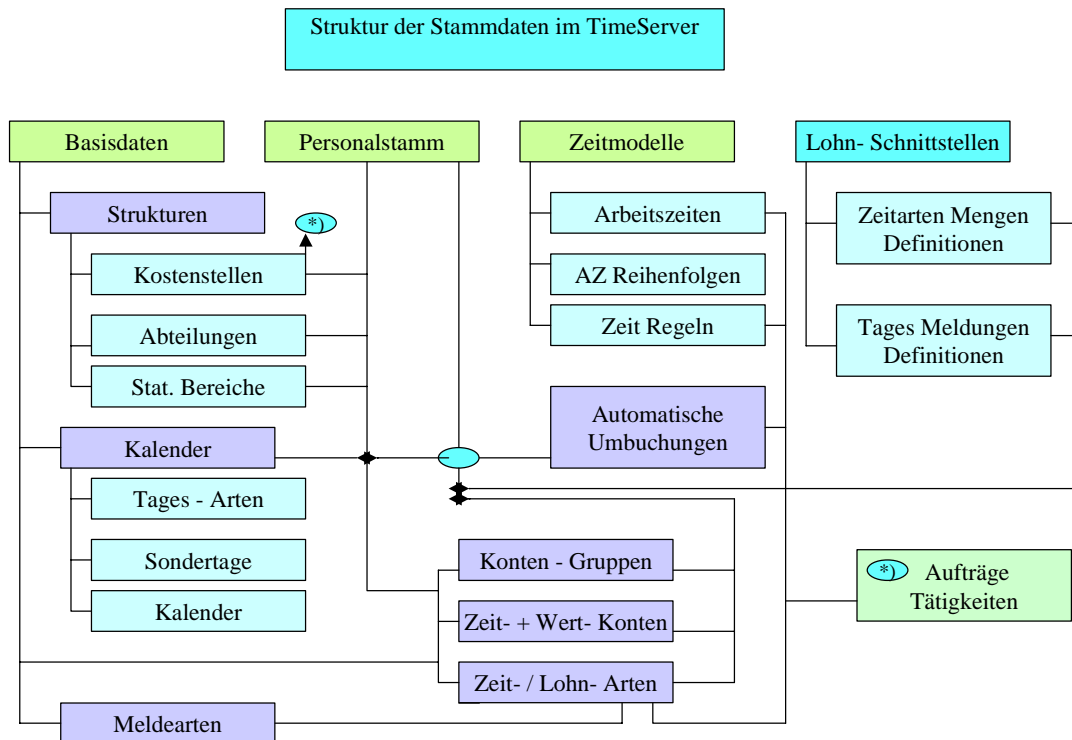 Struktur der Stammdaten im TimeServer
Basisdaten
Personalstamm
Zeitmodelle
Lohn- Schnittstellen
Strukturen
*)
Kostenstellen
Abteilungen
Stat. Bereiche
Kalender
Tages - Arten
Sondertage
Kalender
Meldearten
Arbeitszeiten
AZ Reihenfolgen
Zeit Regeln
Automatische
Umbuchungen
Konten - Gruppen
Zeit- + Wert- Konten
Zeit- / Lohn- Arten
Zeitarten Mengen
Definitionen
Tages Meldungen
Definitionen
*) Aufträge
Tätigkeiten